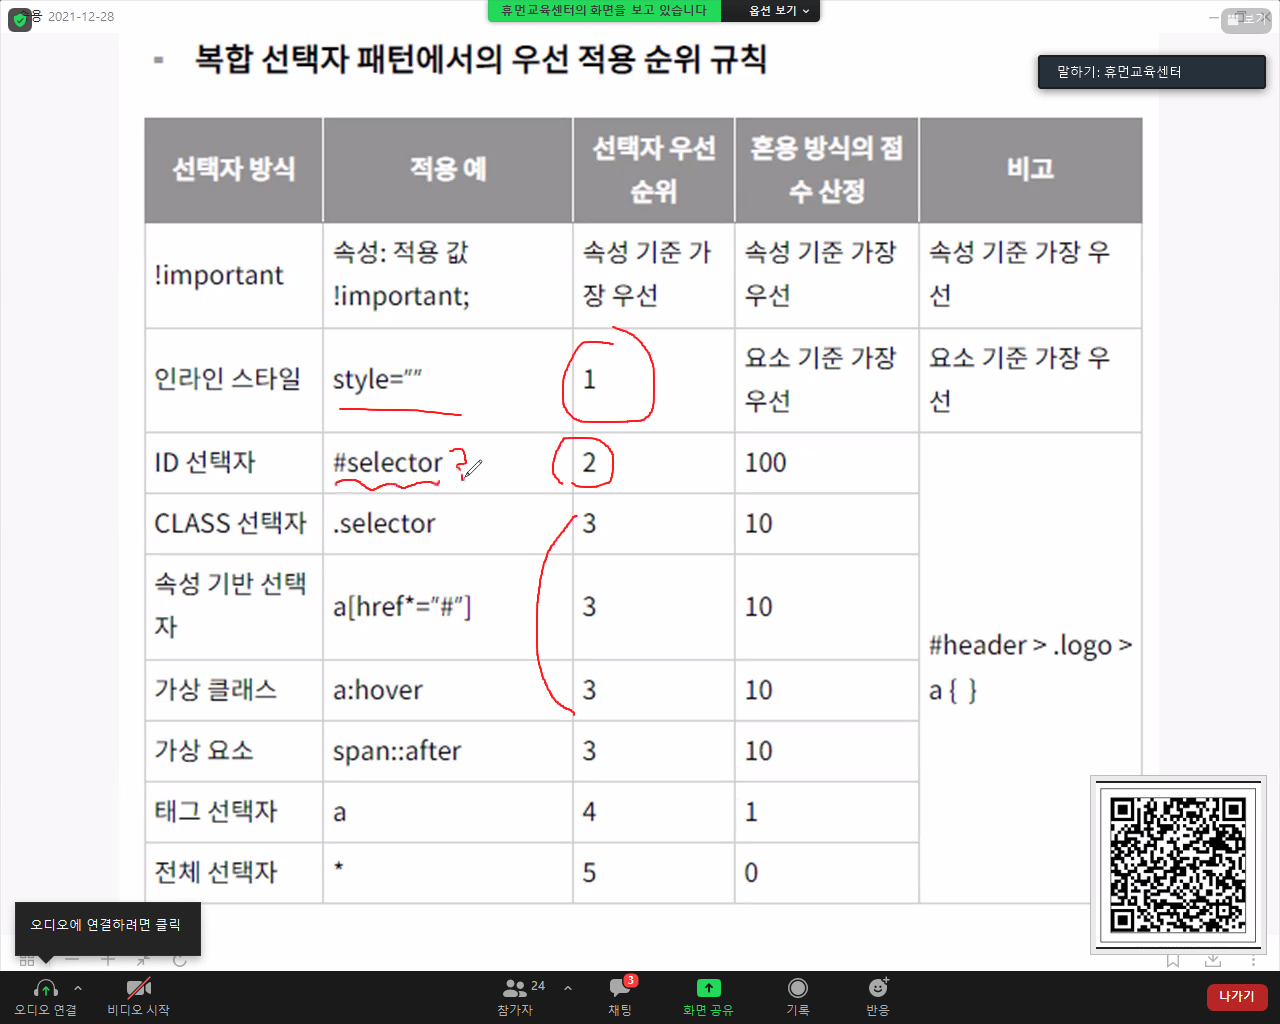 용 2021-12-28
휴먼교육센터의 화면을 보고 있습니다
옵션 보기
보기
말하기: 휴먼교육센터
복합 선택자 패턴에서의 우선 적용 순위 규칙
선택자 방식
적용 예
선택자 우선
순위
혼용 방식의 점
수 산정
비고
!important
속성: 적용 값
!important;
속성 기준 가
장 우선
속성 기준 가장
우선
속성 기준 가장 우
선
인라인 스타일
style=""
1
요소 기준 가장
우선
요소 기준 가장 우
선
ID 선택자
#selector
2
100
CLASS 선택자
.selector
3
10
속성 기반 선택
자
a[href*="#"]
3
10
가상 클래스
a:hover
3
10
가상 요소
span::after
3
10
태그 선택자
a
4
1
전체 선택자
*
5
0
#header > .logo >
a { }
오디오에 연결하려면 클릭
오디오 연결
비디오 시작
24
참가자
3
채팅
화면 공유
기록
반응
나가기